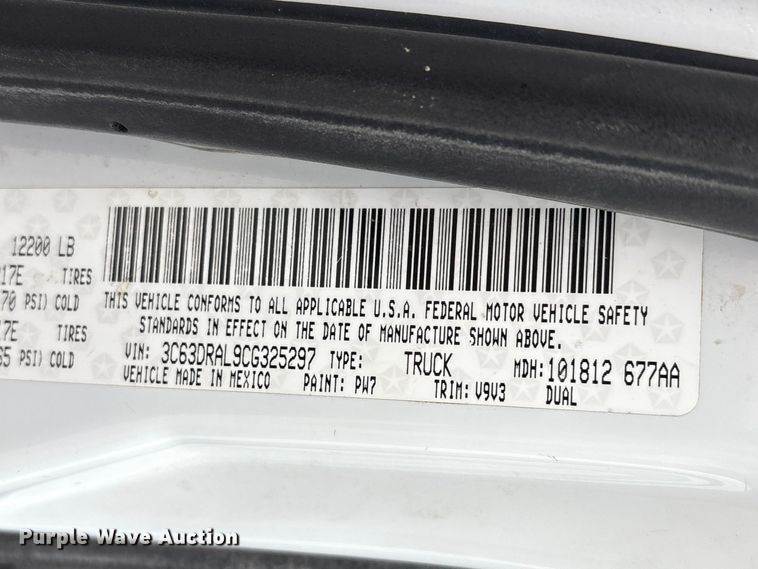 12200 LB
17E TIRES
70 PSI) COLD
17E TIRES
65 PSI) COLD
THIS VEHICLE CONFORMS TO ALL APPLICABLE U.S.A. FEDERAL MOTOR VEHICLE SAFETY
STANDARDS IN EFFECT ON THE DATE OF MANUFACTURE SHOWN ABOVE.
VIN: 3C63DRAL9CG325297 TYPE: TRUCK MDH: 101812 677AA
VEHICLE MADE IN MEXICO PAINT: PW7 TRIM: V9V3 DUAL
Purple Wave Auction